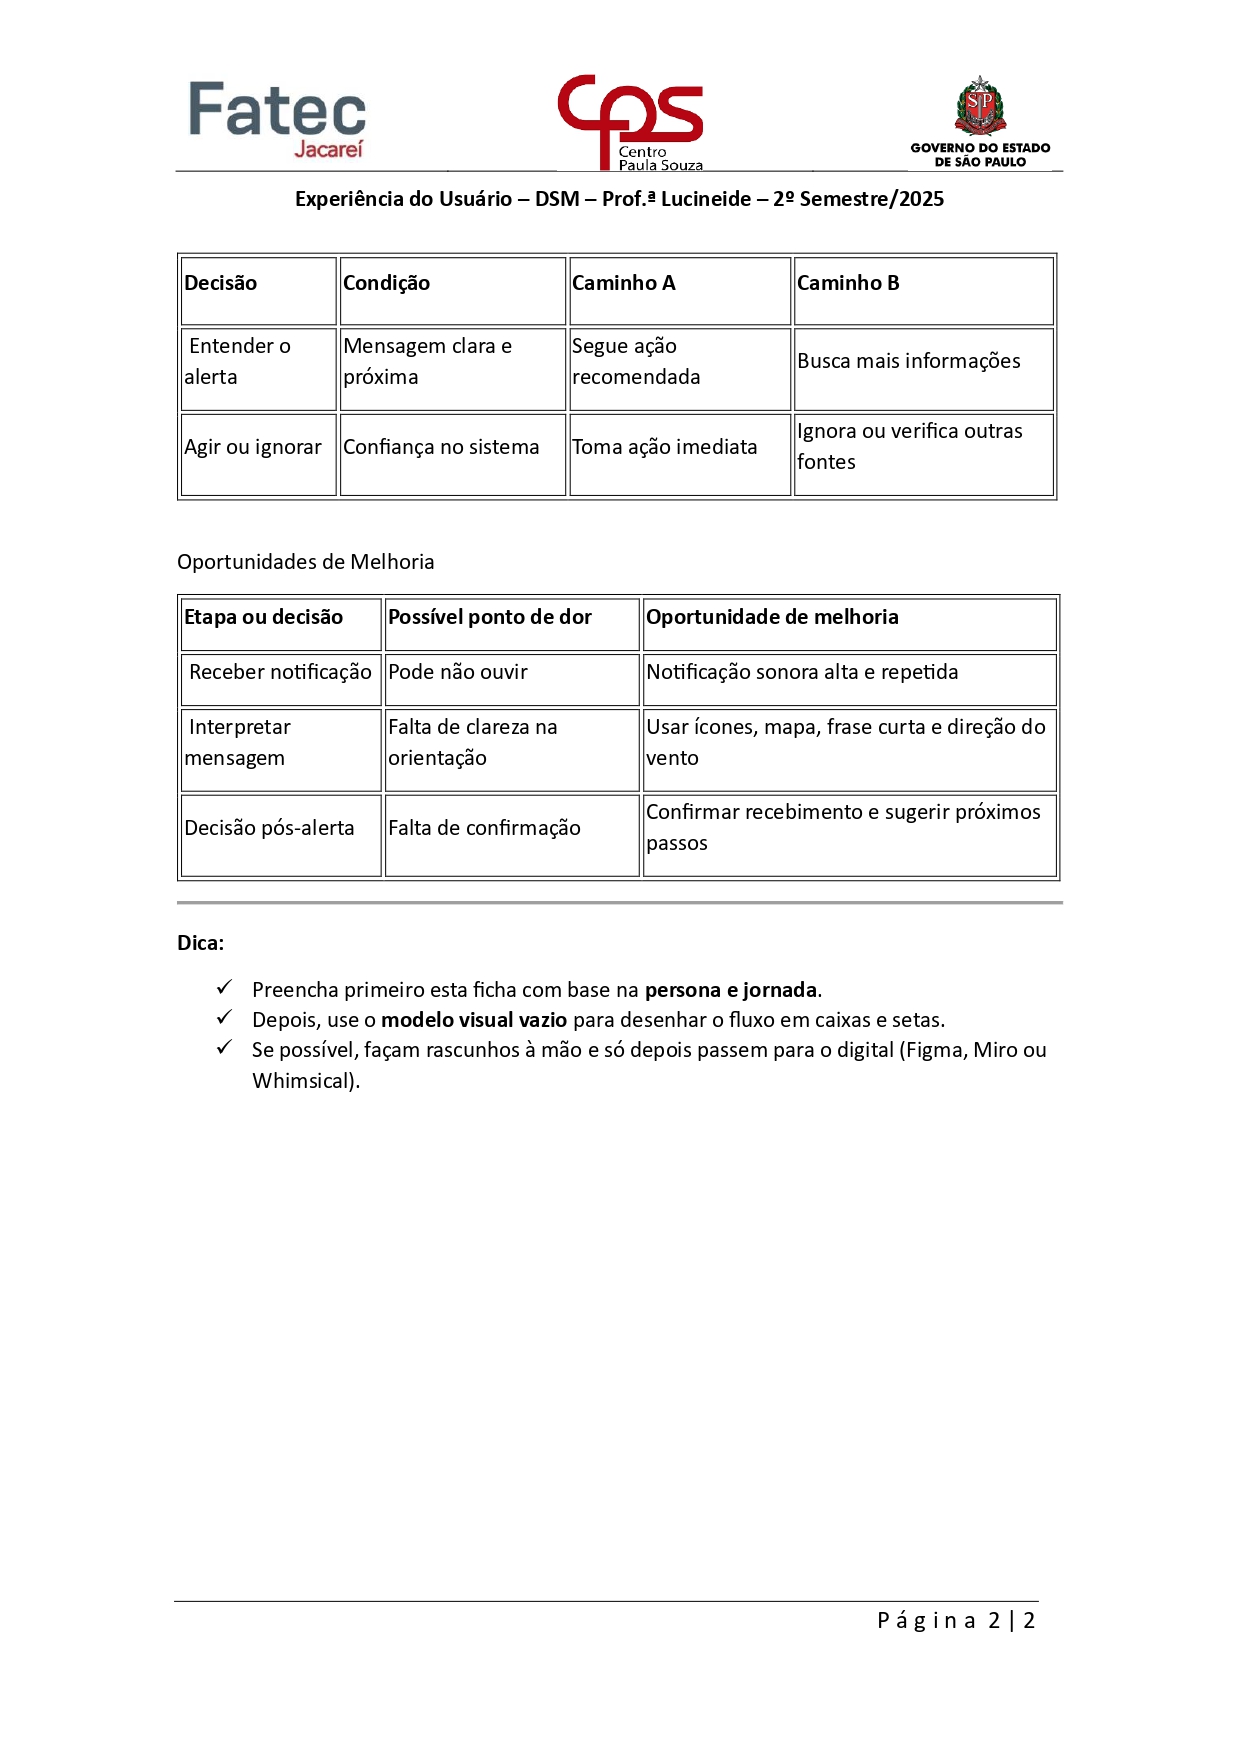 Fatec
Jacareí
CPS
Centro
Paula Souza
SP
GOVERNO DO ESTADO
DE SÃO PAULO
Experiência do Usuário – DSM – Prof.ª Lucineide – 2º Semestre/2025
Decisão Condição Caminho A Caminho B
Entender o alerta Mensagem clara e próxima Segue ação recomendada Busca mais informações
Agir ou ignorar Confiança no sistema Toma ação imediata Ignora ou verifica outras fontes
Oportunidades de Melhoria
Etapa ou decisão Possível ponto de dor Oportunidade de melhoria
Receber notificação Pode não ouvir Notificação sonora alta e repetida
Interpretar mensagem Falta de clareza na orientação Usar ícones, mapa, frase curta e direção do vento
Decisão pós-alerta Falta de confirmação Confirmar recebimento e sugerir próximos passos
Dica:
✓ Preencha primeiro esta ficha com base na persona e jornada.
✓ Depois, use o modelo visual vazio para desenhar o fluxo em caixas e setas.
✓ Se possível, façam rascunhos à mão e só depois passem para o digital (Figma, Miro ou
Whimsical).
Página 2|2